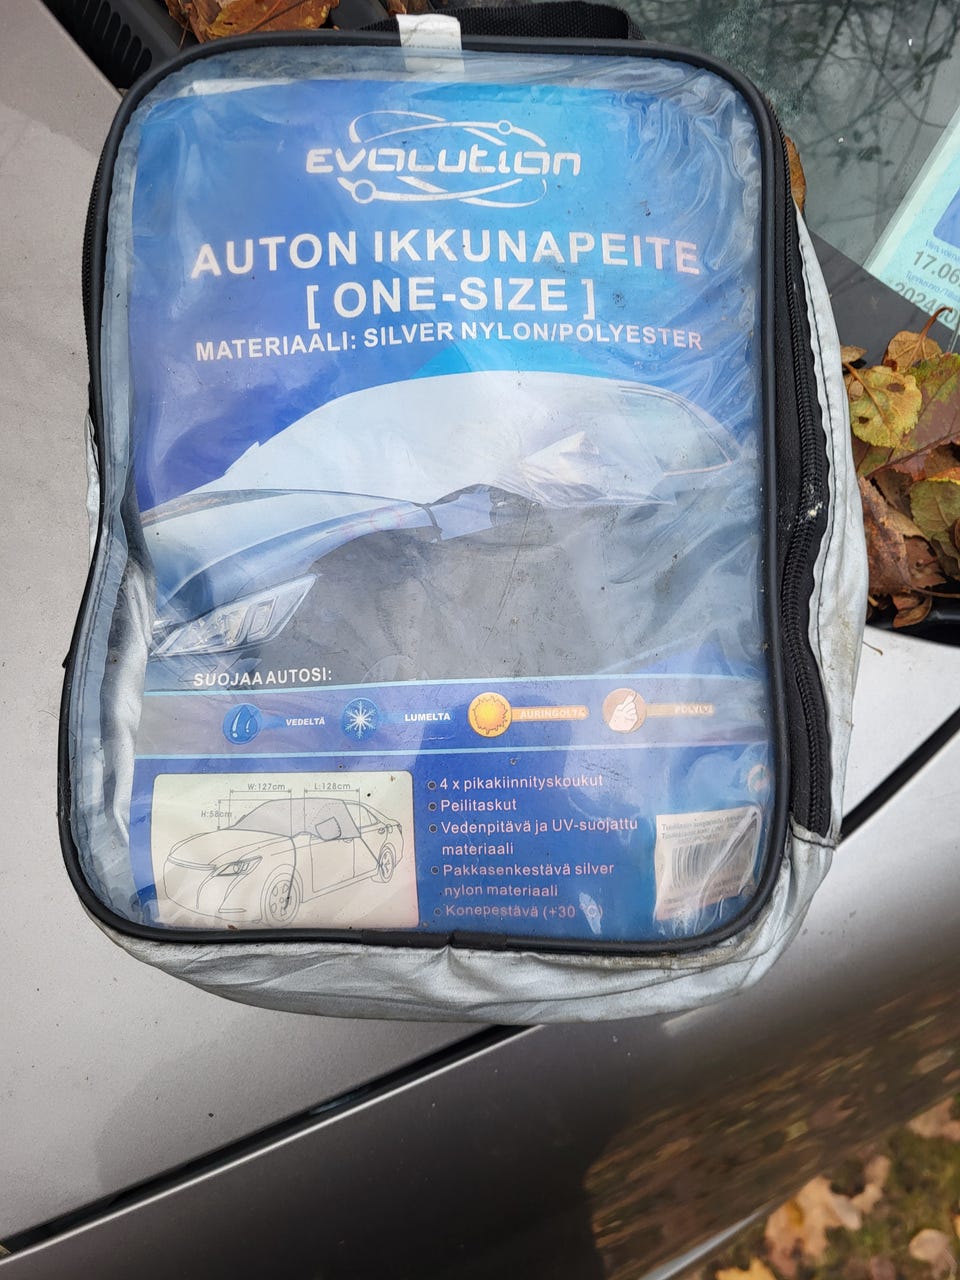 EVOLUTION
AUTON IKKUNAPEITE
[ ONE-SIZE ]
MATERIAALI: SILVER NYLON/POLYESTER
17.06
SUOJAA AUTOSI:
VEDELTÄ
LUMELTA
AURINGOLTA
PÖLYLTÄ
W:127cm
L:128cm
H:58cm
4 x pikakiinnityskoukut
Peilitaskut
Vedenpitävä ja UV-suojattu
materiaali
Pakkasenkestävä silver
nylon materiaali
Konepestävä (+30 °C)